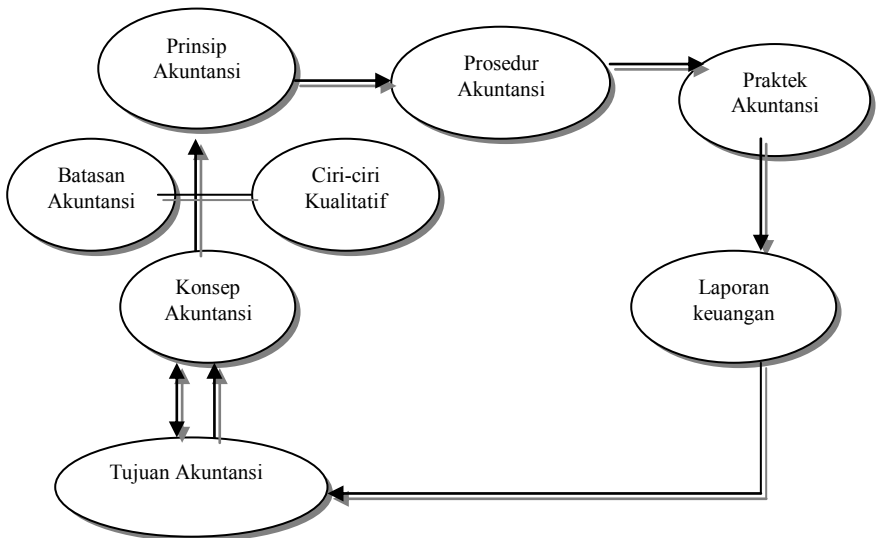 Prinsip
Akuntansi
Prosedur
Akuntansi
Praktek
Akuntansi
Batasan
Akuntansi
Ciri-ciri
Kualitatif
Konsep
Akuntansi
Laporan
keuangan
Tujuan Akuntansi